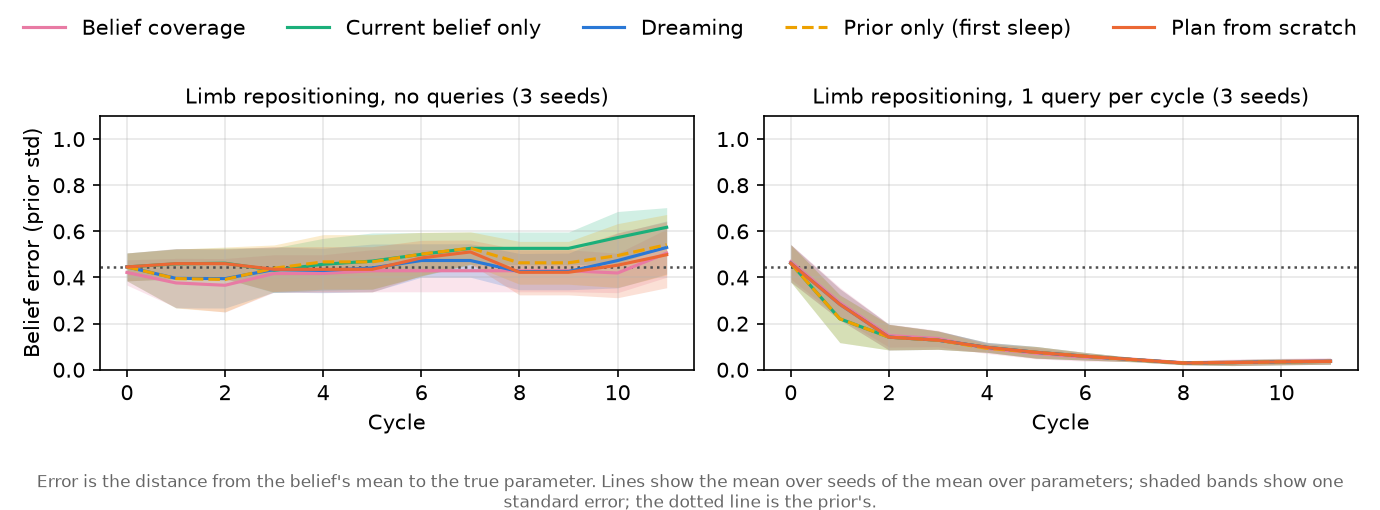 Belief coverage
Current belief only
Dreaming
Prior only (first sleep)
Plan from scratch
Limb repositioning, no queries (3 seeds)
Belief error (prior std)
1.0
0.8
0.6
0.4
0.2
0.0
0 2 4 6 8 10
Cycle
Limb repositioning, 1 query per cycle (3 seeds)
1.0
0.8
0.6
0.4
0.2
0.0
0 2 4 6 8 10
Cycle
Error is the distance from the belief's mean to the true parameter. Lines show the mean over seeds of the mean over parameters; shaded bands show one
standard error; the dotted line is the prior's.